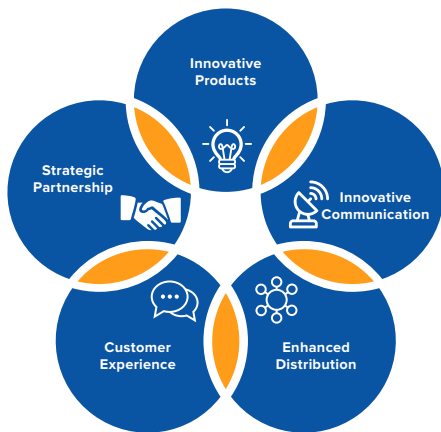 Innovative
Products
Strategic
Partnership
Innovative
Communication
Customer
Experience
Enhanced
Distribution